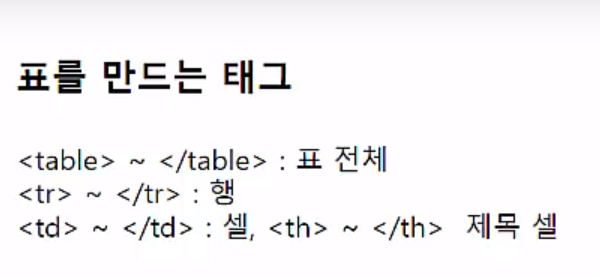 표를 만드는 태그
<table> ~ </table> : 표 전체
<tr> ~ </tr> : 행
<td> ~ </td> : 셀, <th> ~ </th> 제목 셀